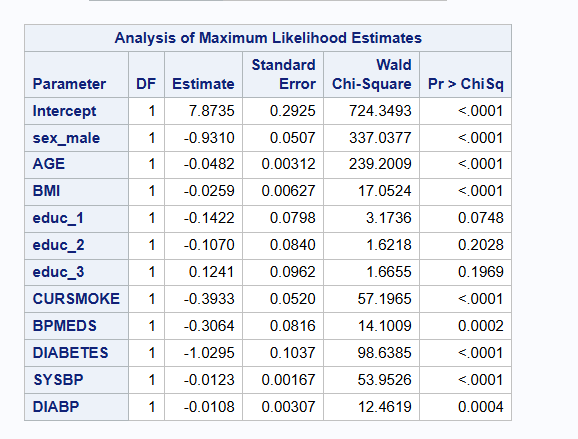 Analysis of Maximum Likelihood Estimates
Parameter DF Estimate Standard Error Wald Chi-Square Pr > ChiSq
Intercept 1 7.8735 0.2925 724.3493 <.0001
sex_male 1 -0.9310 0.0507 337.0377 <.0001
AGE 1 -0.0482 0.00312 239.2009 <.0001
BMI 1 -0.0259 0.00627 17.0524 <.0001
educ_1 1 -0.1422 0.0798 3.1736 0.0748
educ_2 1 -0.1070 0.0840 1.6218 0.2028
educ_3 1 0.1241 0.0962 1.6655 0.1969
CURSMOKE 1 -0.3933 0.0520 57.1965 <.0001
BPMEDS 1 -0.3064 0.0816 14.1009 0.0002
DIABETES 1 -1.0295 0.1037 98.6385 <.0001
SYSBP 1 -0.0123 0.00167 53.9526 <.0001
DIABP 1 -0.0108 0.00307 12.4619 0.0004